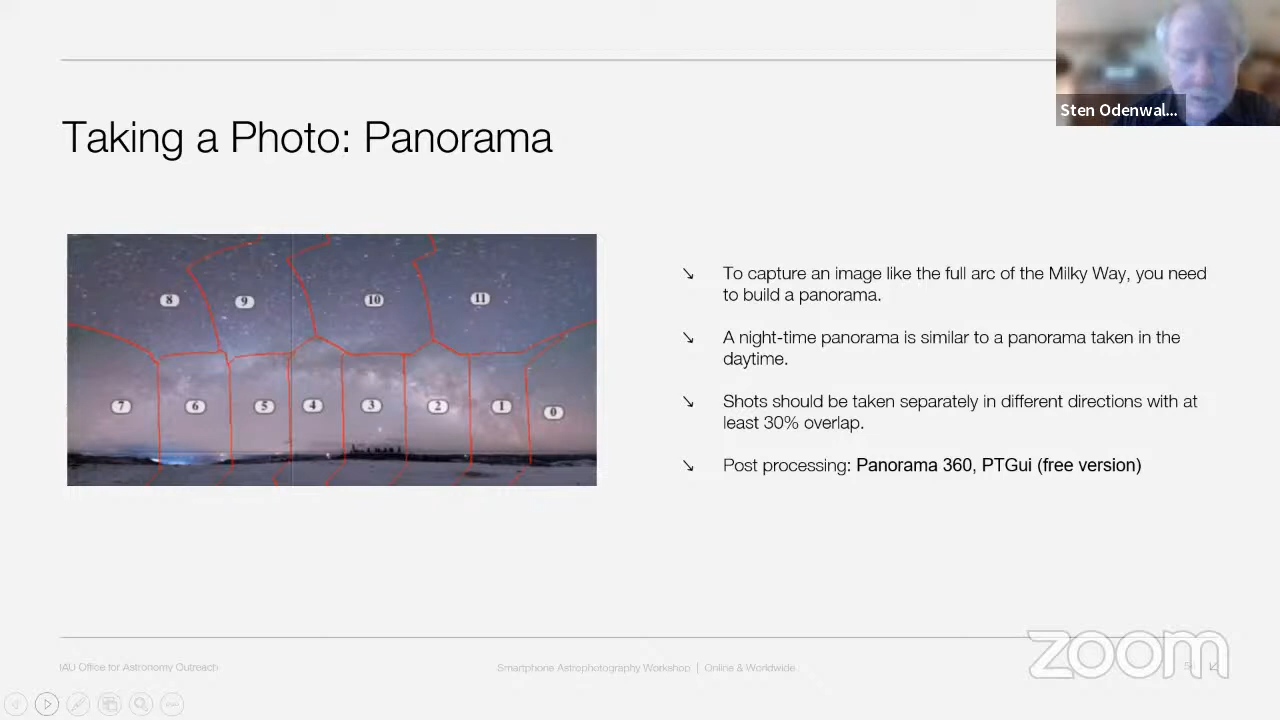 Sten Odenwal...
Taking a Photo: Panorama
8
9
10
11
7
6
5
4
3
2
1
0
↘ To capture an image like the full arc of the Milky Way, you need
to build a panorama.
↘ A night-time panorama is similar to a panorama taken in the
daytime.
↘ Shots should be taken separately in different directions with at
least 30% overlap.
↘ Post processing: Panorama 360, PTGui (free version)
IAU Office for Astronomy Outreach
Smartphone Astrophotography Workshop | Online & Worldwide
zoom